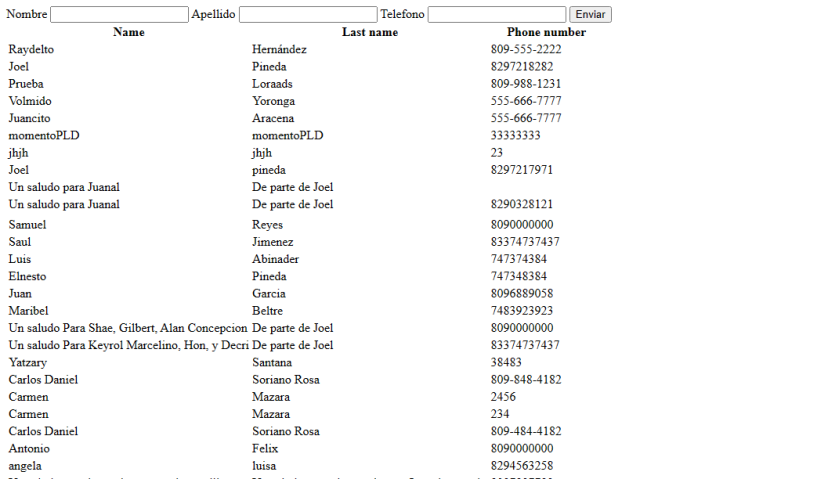 Nombre Apellido Telefono Enviar
Name Last name Phone number
Raydelto Hernández 809-555-2222
Joel Pineda 8297218282
Prueba Loraads 809-988-1231
Volmido Yoronga 555-666-7777
Juancito Aracena 555-666-7777
momentoPLD momentoPLD 33333333
jhjh jhjh 23
Joel pineda 8297217971
Un saludo para Juanal De parte de Joel
Un saludo para Juanal De parte de Joel 8290328121
Samuel Reyes 8090000000
Saul Jimenez 83374737437
Luis Abinader 747374384
Elnesto Pineda 747348384
Juan Garcia 8096889058
Maribel Beltre 7483923923
Un saludo Para Shae, Gilbert, Alan Concepcion De parte de Joel 8090000000
Un saludo Para Keyrol Marcelino, Hon, y Decri De parte de Joel 83374737437
Yatzary Santana 38483
Carlos Daniel Soriano Rosa 809-848-4182
Carmen Mazara 2456
Carmen Mazara 234
Carlos Daniel Soriano Rosa 809-484-4182
Antonio Felix 8090000000
angela luisa 8294563258